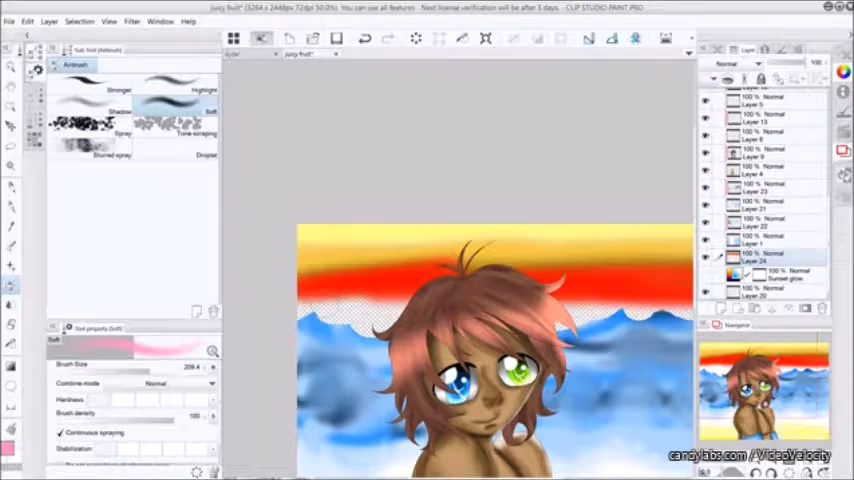 juicy fruit* (3264 x 2448px 72dpi 50.0%) You can use all features - Next license verification will be after 3 days. - CLIP STUDIO PAINT PRO
File Edit Layer Selection View Filter Window Help
juicy fruit*
Sub tool [Airbrush]
Airbrush
Stronger
Highlight
Shadow
Soft
Spray
Tone scraping
Blurred spray
Droplet
Tool property [Soft]
Soft
Brush Size 209.4
Combine mode Normal
Hardness
Brush density 100
Continuous spraying
Stabilization
Layer
Normal 100
Layer 5
100 % Normal
Layer 13
100 % Normal
Layer 8
100 % Normal
Layer 9
100 % Normal
Layer 4
100 % Normal
Layer 23
100 % Normal
Layer 21
100 % Normal
Layer 22
100 % Normal
Layer 1
100 % Normal
Layer 24
100 % Normal
Sunset glow
100 % Normal
Layer 20
Navigator
candylabs.com / VideoVelocity